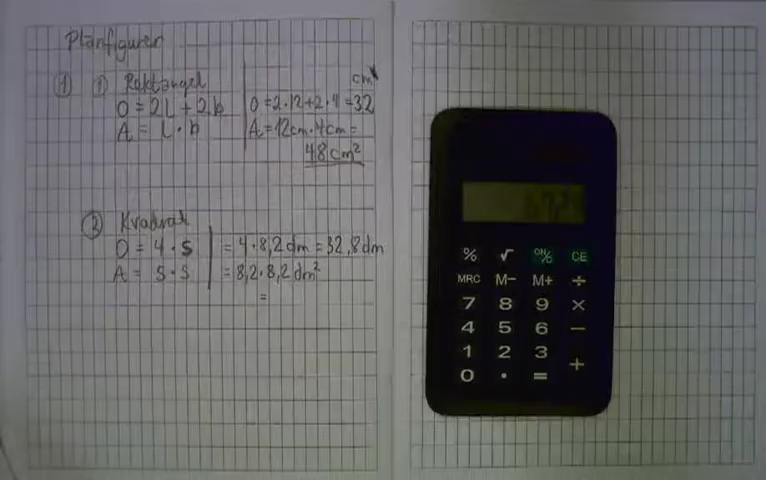 Planfigurer
① ① Rektangel
O = 2L + 2b
A = L · b
cm
O = 2·12+2·4 = 32
A = 12cm·4cm =
48 cm²
② Kvadrat
O = 4 · s
A = s · s
= 4·8,2 dm = 32,8 dm
= 8,2·8,2 dm²
=
% √ ON/C CE
MRC M− M+ ÷
7 8 9 ×
4 5 6 −
1 2 3
+
0 · =